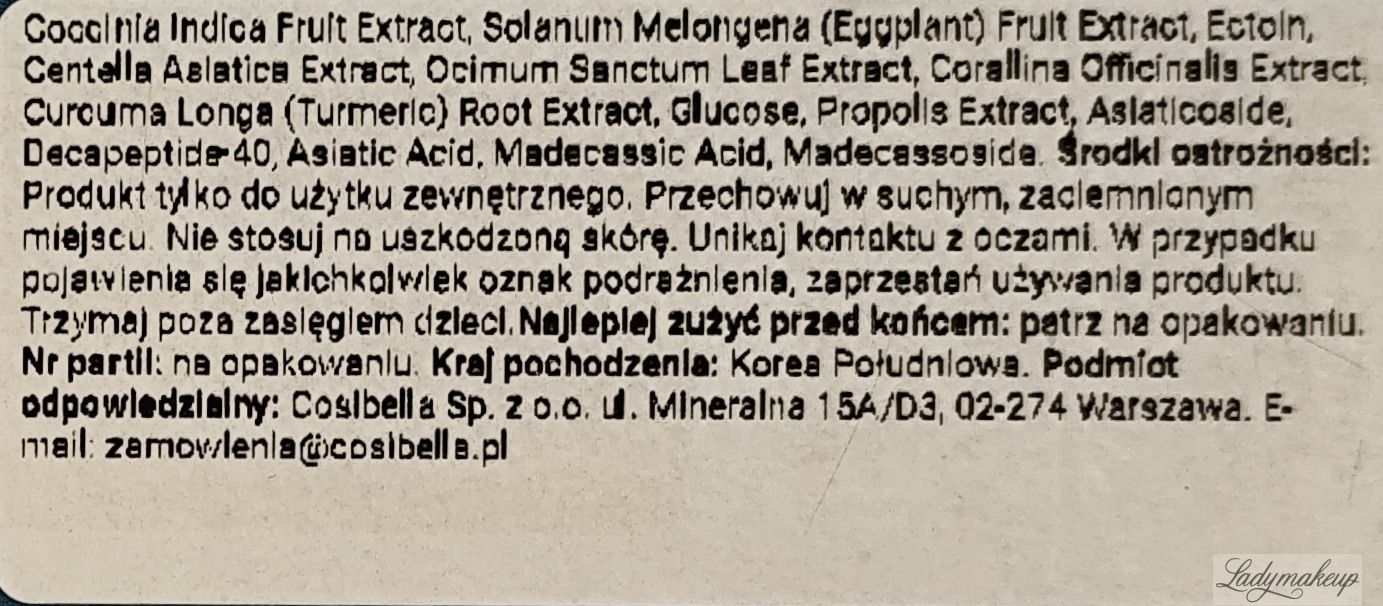 Coccinia Indica Fruit Extract, Solanum Melongena (Eggplant) Fruit Extract, Ectoin,
Centella Asiatica Extract, Ocimum Sanctum Leaf Extract, Corallina Officinalis Extract,
Curcuma Longa (Turmeric) Root Extract, Glucose, Propolis Extract, Asiaticoside,
Decapeptide-40, Asiatic Acid, Madecassic Acid, Madecassoside. Środki ostrożności:
Produkt tylko do użytku zewnętrznego. Przechowuj w suchym, zaciemnionym
miejscu. Nie stosuj na uszkodzoną skórę. Unikaj kontaktu z oczami. W przypadku
pojawienia się jakichkolwiek oznak podrażnienia, zaprzestań używania produktu.
Trzymaj poza zasięgiem dzieci. Najlepiej zużyć przed końcem: patrz na opakowaniu.
Nr partii: na opakowaniu. Kraj pochodzenia: Korea Południowa. Podmiot
odpowiedzialny: Cosibella Sp. z o.o. ul. Mineralna 15A/D3, 02-274 Warszawa. E-
mail: zamowienia@cosibella.pl
Ladymakeup